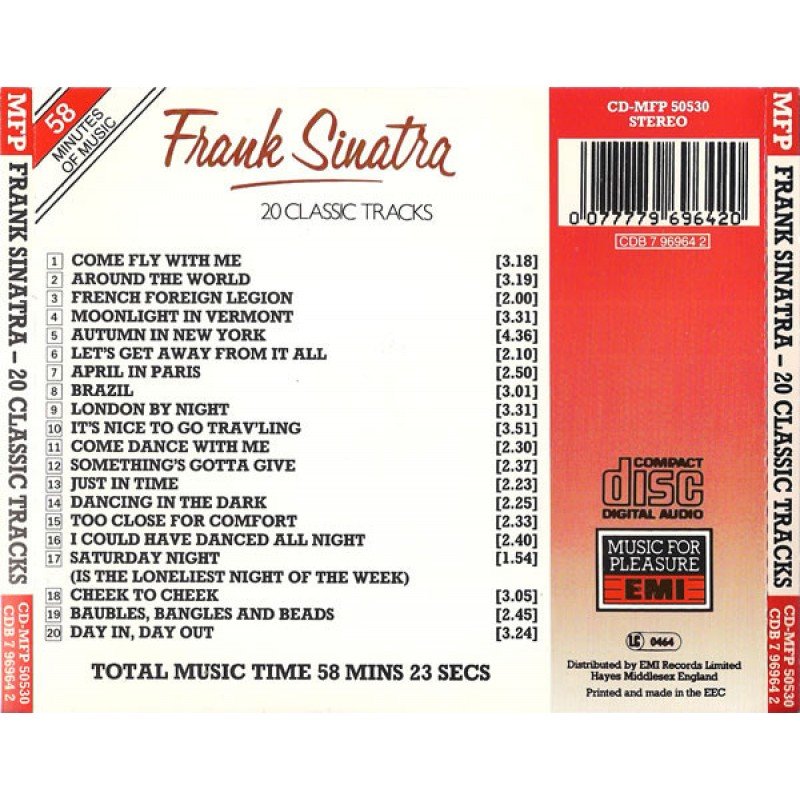 MFP FRANK SINATRA – 20 CLASSIC TRACKS CD-MFP 50530
CDB 7 96964 2
58
MINUTES
OF MUSIC
Frank Sinatra
20 CLASSIC TRACKS
1 COME FLY WITH ME [3.18]
2 AROUND THE WORLD [3.19]
3 FRENCH FOREIGN LEGION [2.00]
4 MOONLIGHT IN VERMONT [3.31]
5 AUTUMN IN NEW YORK [4.36]
6 LET'S GET AWAY FROM IT ALL [2.10]
7 APRIL IN PARIS [2.50]
8 BRAZIL [3.01]
9 LONDON BY NIGHT [3.31]
10 IT'S NICE TO GO TRAV'LING [3.51]
11 COME DANCE WITH ME [2.30]
12 SOMETHING'S GOTTA GIVE [2.37]
13 JUST IN TIME [2.23]
14 DANCING IN THE DARK [2.25]
15 TOO CLOSE FOR COMFORT [2.33]
16 I COULD HAVE DANCED ALL NIGHT [2.40]
17 SATURDAY NIGHT [1.54]
(IS THE LONELIEST NIGHT OF THE WEEK)
18 CHEEK TO CHEEK [3.05]
19 BAUBLES, BANGLES AND BEADS [2.45]
20 DAY IN, DAY OUT [3.24]
TOTAL MUSIC TIME 58 MINS 23 SECS
CD-MFP 50530
STEREO
0 077779 696420
CDB 7 96964 2
COMPACT
disc
DIGITAL AUDIO
MUSIC FOR
PLEASURE
EMI
LC 0464
Distributed by EMI Records Limited
Hayes Middlesex England
Printed and made in the EEC
MFP FRANK SINATRA – 20 CLASSIC TRACKS CD-MFP 50530
CDB 7 96964 2